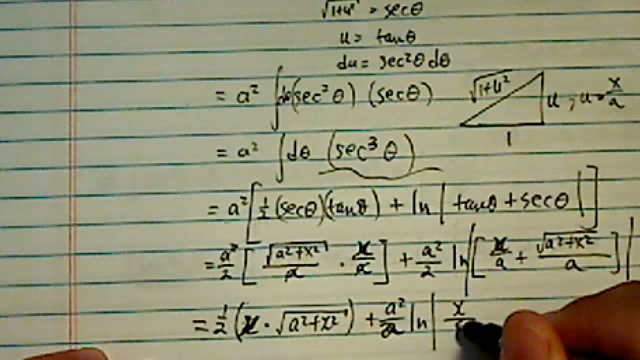 √1+u² = secθ
u = tanθ
du = sec²θ dθ
= a² ∫ dθ (sec²θ) (secθ)
√1+u²
u , u = x/a
1
= a² ∫ dθ (sec³ θ)
= a² [ ½ (secθ)(tanθ) + ln | tanθ + secθ | ]
= a²/2 [ √a²+x²/a · x/a ] + a²/2 ln | [ x/a + √a²+x²/a ] |
= ½ (x · √a²+x²) + a²/2 ln | x